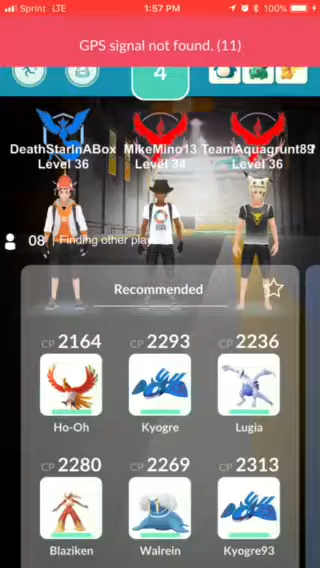 Sprint LTE 1:57 PM 100%
GPS signal not found. (11)
4
DeathStarInABox MikeMino13 TeamAquagrunt89
Level 36 Level 34 Level 36
08 Finding other play
Recommended
CP 2164 CP 2293 CP 2236
Ho-Oh Kyogre Lugia
CP 2280 CP 2269 CP 2313
Blaziken Walrein Kyogre93